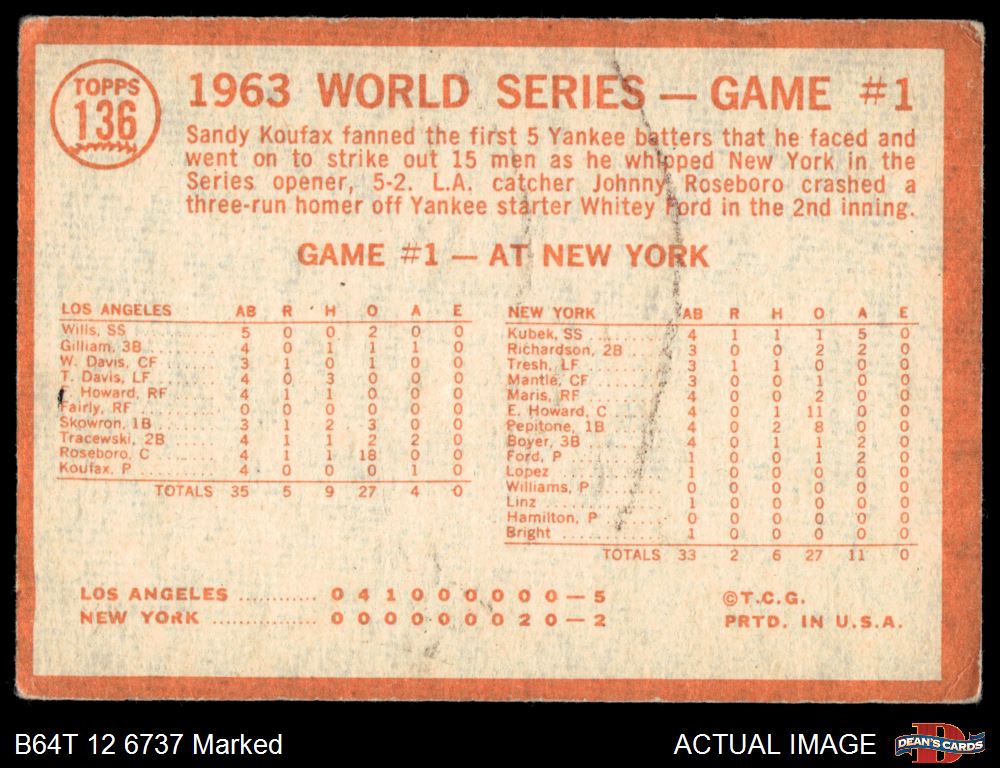 TOPPS
136
1963 WORLD SERIES — GAME #1
Sandy Koufax fanned the first 5 Yankee batters that he faced and
went on to strike out 15 men as he whipped New York in the
Series opener, 5-2. L.A. catcher Johnny Roseboro crashed a
three-run homer off Yankee starter Whitey Ford in the 2nd inning.
GAME #1 — AT NEW YORK
LOS ANGELES AB R H O A E
Wills, SS 5 0 0 2 0 0
Gilliam, 3B 4 0 1 1 1 0
W. Davis, CF 3 1 0 1 0 0
T. Davis, LF 4 0 3 0 0 0
F. Howard, RF 4 1 1 0 0 0
Fairly, RF 0 0 0 0 0 0
Skowron, 1B 3 1 2 3 0 0
Tracewski, 2B 4 1 1 2 2 0
Roseboro, C 4 1 1 18 0 0
Koufax, P 4 0 0 0 1 0
TOTALS 35 5 9 27 4 0
NEW YORK AB R H O A E
Kubek, SS 4 1 1 1 5 0
Richardson, 2B 3 0 0 2 2 0
Tresh, LF 3 1 1 0 0 0
Mantle, CF 3 0 0 1 0 0
Maris, RF 4 0 0 2 0 0
E. Howard, C 4 0 1 11 0 0
Pepitone, 1B 4 0 2 8 0 0
Boyer, 3B 4 0 1 1 2 0
Ford, P 1 0 0 1 2 0
Lopez 1 0 0 0 0 0
Williams, P 0 0 0 0 0 0
Linz 1 0 0 0 0 0
Hamilton, P 0 0 0 0 0 0
Bright 1 0 0 0 0 0
TOTALS 33 2 6 27 11 0
LOS ANGELES ............ 0 4 1 0 0 0 0 0 0 — 5
NEW YORK ................ 0 0 0 0 0 0 0 2 0 — 2
©T.C.G.
PRTD. IN U.S.A.
B64T 12 6737 Marked
ACTUAL IMAGE
D
DEAN'S CARDS